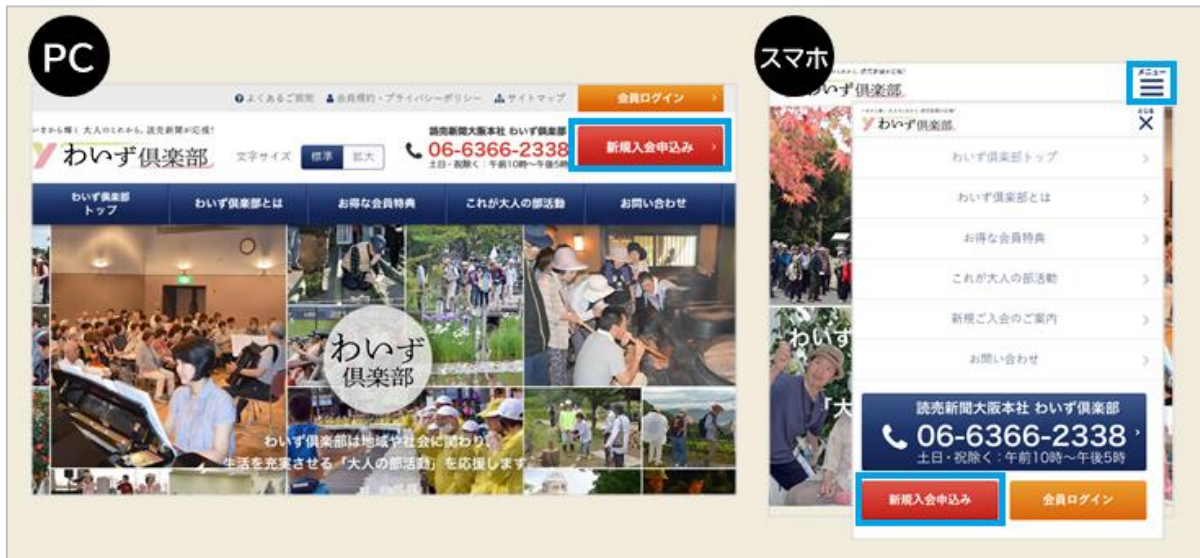 PC
よくあるご質問 会員規約・プライバシーポリシー サイトマップ 会員ログイン
いまから輝く 大人のこれから、読売新聞が応援!
わいず倶楽部
文字サイズ 標準 拡大
読売新聞大阪本社 わいず倶楽部
06-6366-2338
土日・祝除く:午前10時〜午後5時
新規入会申込み
わいず倶楽部
トップ
わいず倶楽部とは
お得な会員特典
これが大人の部活動
お問い合わせ
わいず
倶楽部
わいず倶楽部は地域や社会に関わり、
生活を充実させる「大人の部活動」を応援します
スマホ
わいず倶楽部
メニュー
わいず倶楽部
わいず倶楽部トップ
わいず倶楽部とは
お得な会員特典
これが大人の部活動
新規ご入会のご案内
お問い合わせ
わいず
「大
読売新聞大阪本社 わいず倶楽部
06-6366-2338
土日・祝除く:午前10時〜午後5時
新規入会申込み 会員ログイン